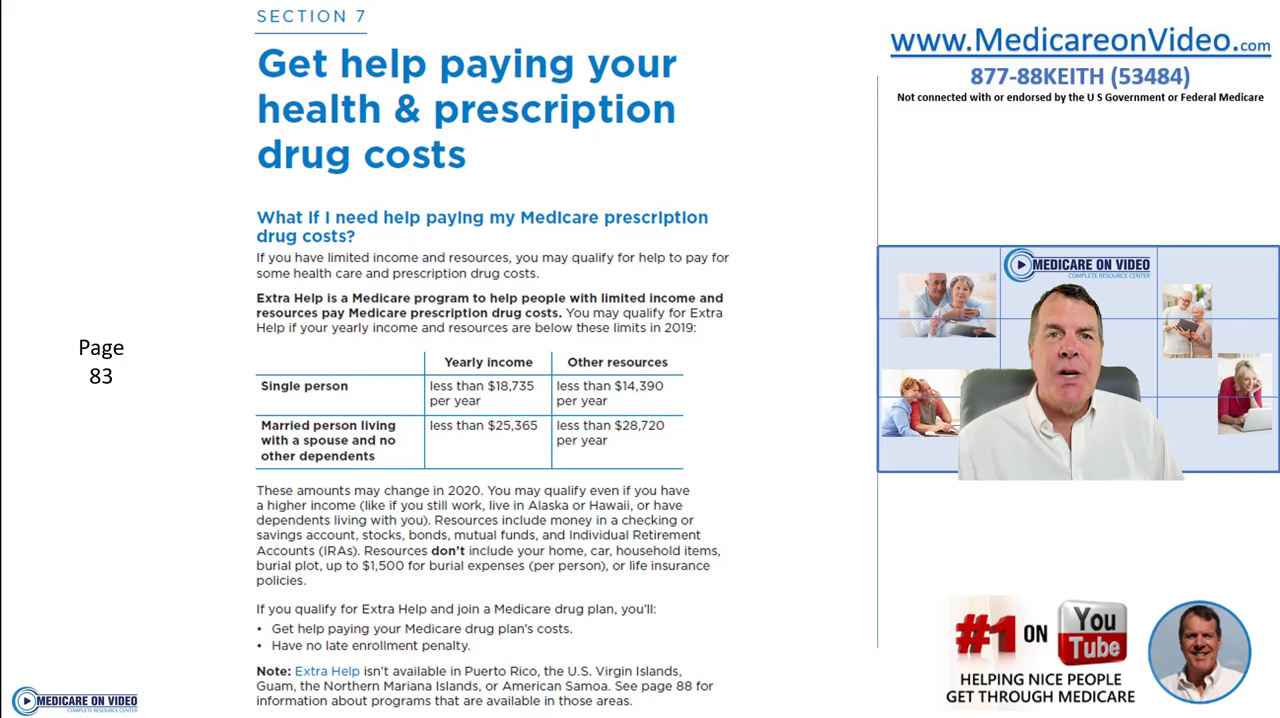 SECTION 7
Get help paying your
health & prescription
drug costs
What if I need help paying my Medicare prescription
drug costs?
If you have limited income and resources, you may qualify for help to pay for
some health care and prescription drug costs.
Extra Help is a Medicare program to help people with limited income and
resources pay Medicare prescription drug costs. You may qualify for Extra
Help if your yearly income and resources are below these limits in 2019:
Yearly income Other resources
Single person less than $18,735 less than $14,390
per year per year
Married person living less than $25,365 less than $28,720
with a spouse and no per year
other dependents
These amounts may change in 2020. You may qualify even if you have
a higher income (like if you still work, live in Alaska or Hawaii, or have
dependents living with you). Resources include money in a checking or
savings account, stocks, bonds, mutual funds, and Individual Retirement
Accounts (IRAs). Resources don't include your home, car, household items,
burial plot, up to $1,500 for burial expenses (per person), or life insurance
policies.
If you qualify for Extra Help and join a Medicare drug plan, you'll:
• Get help paying your Medicare drug plan's costs.
• Have no late enrollment penalty.
Note: Extra Help isn't available in Puerto Rico, the U.S. Virgin Islands,
Guam, the Northern Mariana Islands, or American Samoa. See page 88 for
information about programs that are available in those areas.
Page
83
MEDICARE ON VIDEO
COMPLETE RESOURCE CENTER
www.MedicareonVideo.com
877-88KEITH (53484)
Not connected with or endorsed by the U S Government or Federal Medicare
MEDICARE ON VIDEO
COMPLETE RESOURCE CENTER
#1 ON You
Tube
HELPING NICE PEOPLE
GET THROUGH MEDICARE